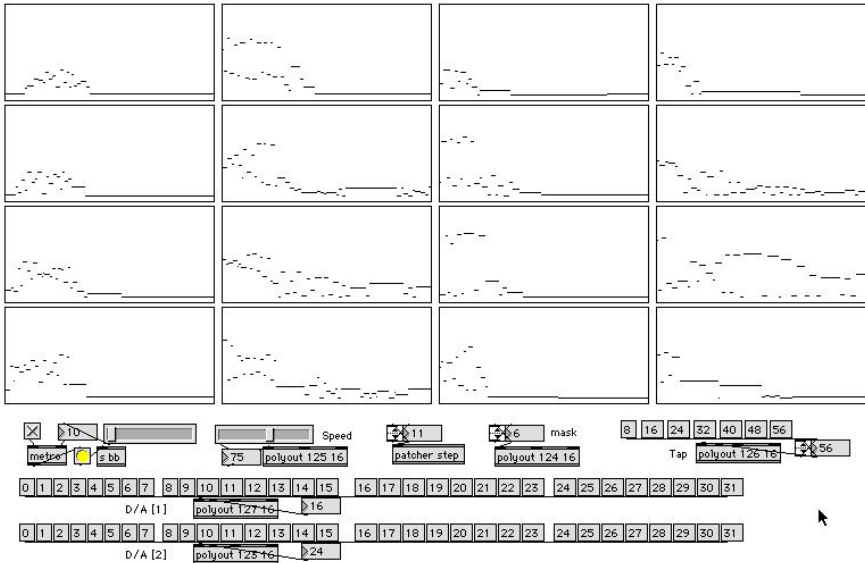 10 Speed 11 6 mask 8 16 24 32 40 48 56
metro s bb 75 polyout 125 16 patcher step polyout 124 16 Tap polyout 126 16 56
0 1 2 3 4 5 6 7 8 9 10 11 12 13 14 15 16 17 18 19 20 21 22 23 24 25 26 27 28 29 30 31
D/A [1] polyout 127 16 16
0 1 2 3 4 5 6 7 8 9 10 11 12 13 14 15 16 17 18 19 20 21 22 23 24 25 26 27 28 29 30 31
D/A [2] polyout 123 16 24